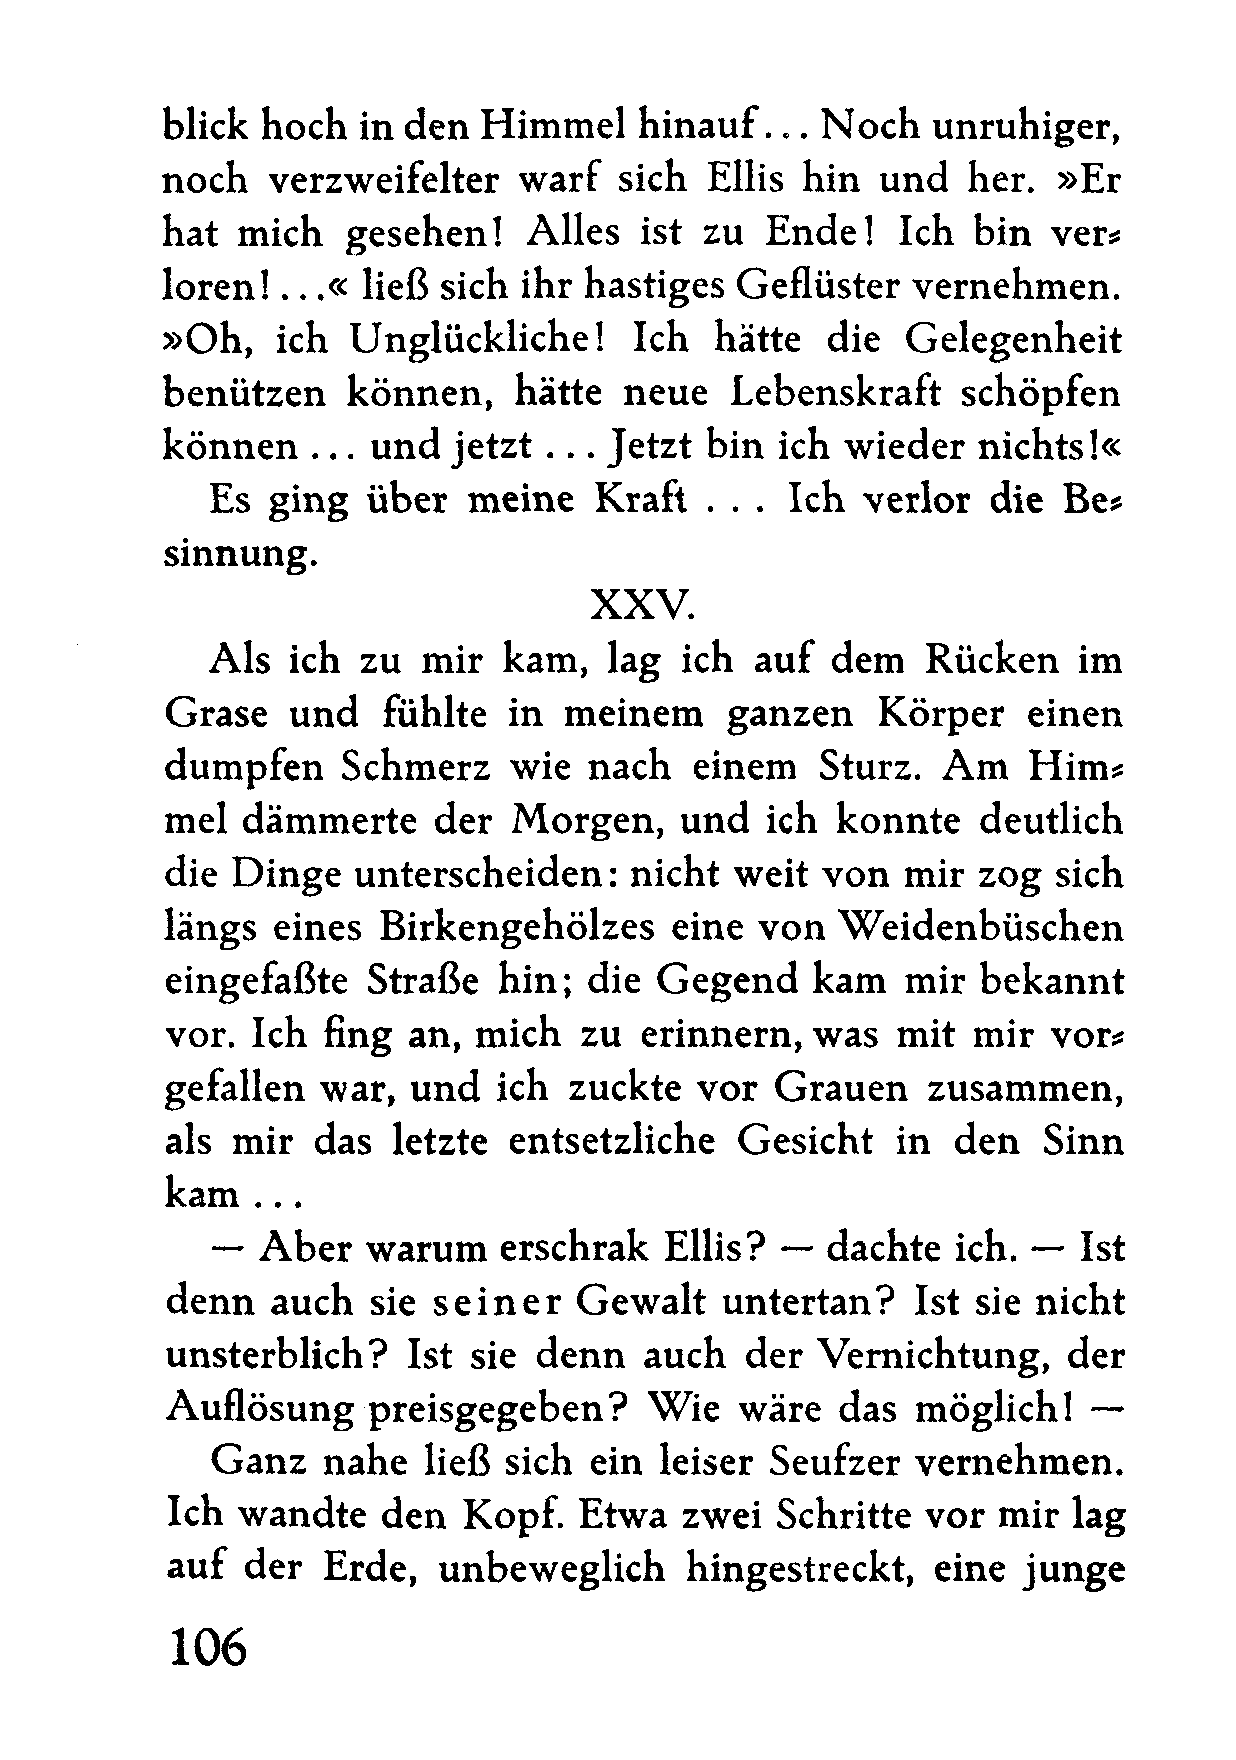 blick hoch in den Himmel hinauf... Noch unruhiger,
noch verzweifelter warf sich Ellis hin und her. »Er
hat mich gesehen! Alles ist zu Ende! Ich bin ver⸗
loren! ...« ließ sich ihr hastiges Geflüster vernehmen.
»Oh, ich Unglückliche! Ich hätte die Gelegenheit
benützen können, hätte neue Lebenskraft schöpfen
können ... und jetzt ... Jetzt bin ich wieder nichts!«
Es ging über meine Kraft . . . Ich verlor die Be⸗
sinnung.
XXV.
Als ich zu mir kam, lag ich auf dem Rücken im
Grase und fühlte in meinem ganzen Körper einen
dumpfen Schmerz wie nach einem Sturz. Am Him⸗
mel dämmerte der Morgen, und ich konnte deutlich
die Dinge unterscheiden: nicht weit von mir zog sich
längs eines Birkengehölzes eine von Weidenbüschen
eingefaßte Straße hin; die Gegend kam mir bekannt
vor. Ich fing an, mich zu erinnern, was mit mir vor⸗
gefallen war, und ich zuckte vor Grauen zusammen,
als mir das letzte entsetzliche Gesicht in den Sinn
kam ...
— Aber warum erschrak Ellis? — dachte ich. — Ist
denn auch sie seiner Gewalt untertan? Ist sie nicht
unsterblich? Ist sie denn auch der Vernichtung, der
Auflösung preisgegeben? Wie wäre das möglich! —
Ganz nahe ließ sich ein leiser Seufzer vernehmen.
Ich wandte den Kopf. Etwa zwei Schritte vor mir lag
auf der Erde, unbeweglich hingestreckt, eine junge
106